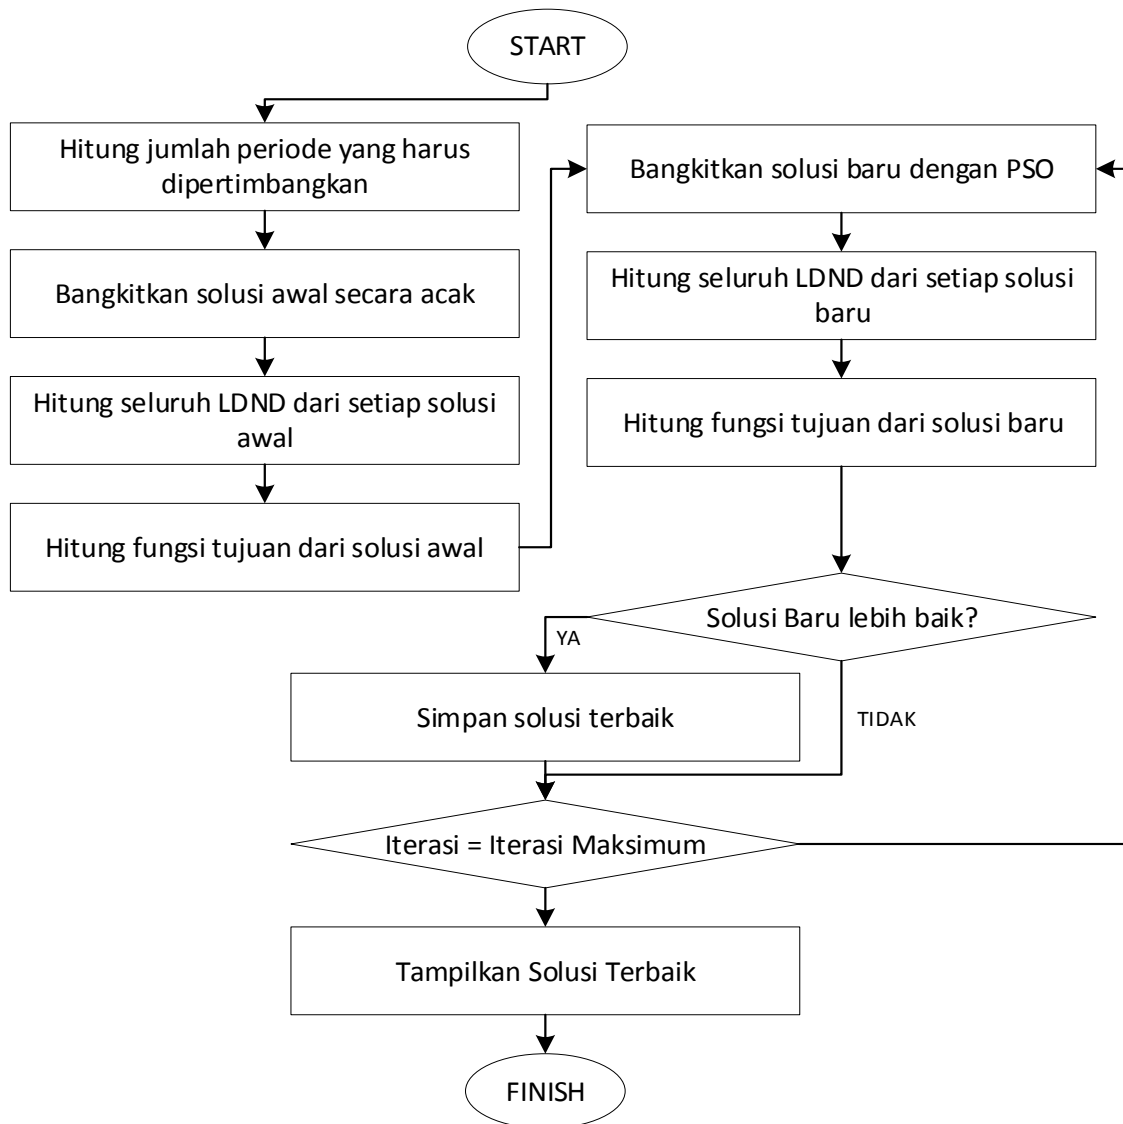 START
Hitung jumlah periode yang harus
dipertimbangkan
Bangkitkan solusi awal secara acak
Hitung seluruh LDND dari setiap solusi
awal
Hitung fungsi tujuan dari solusi awal
Bangkitkan solusi baru dengan PSO
Hitung seluruh LDND dari setiap solusi
baru
Hitung fungsi tujuan dari solusi baru
Solusi Baru lebih baik?
YA
TIDAK
Simpan solusi terbaik
Iterasi = Iterasi Maksimum
Tampilkan Solusi Terbaik
FINISH